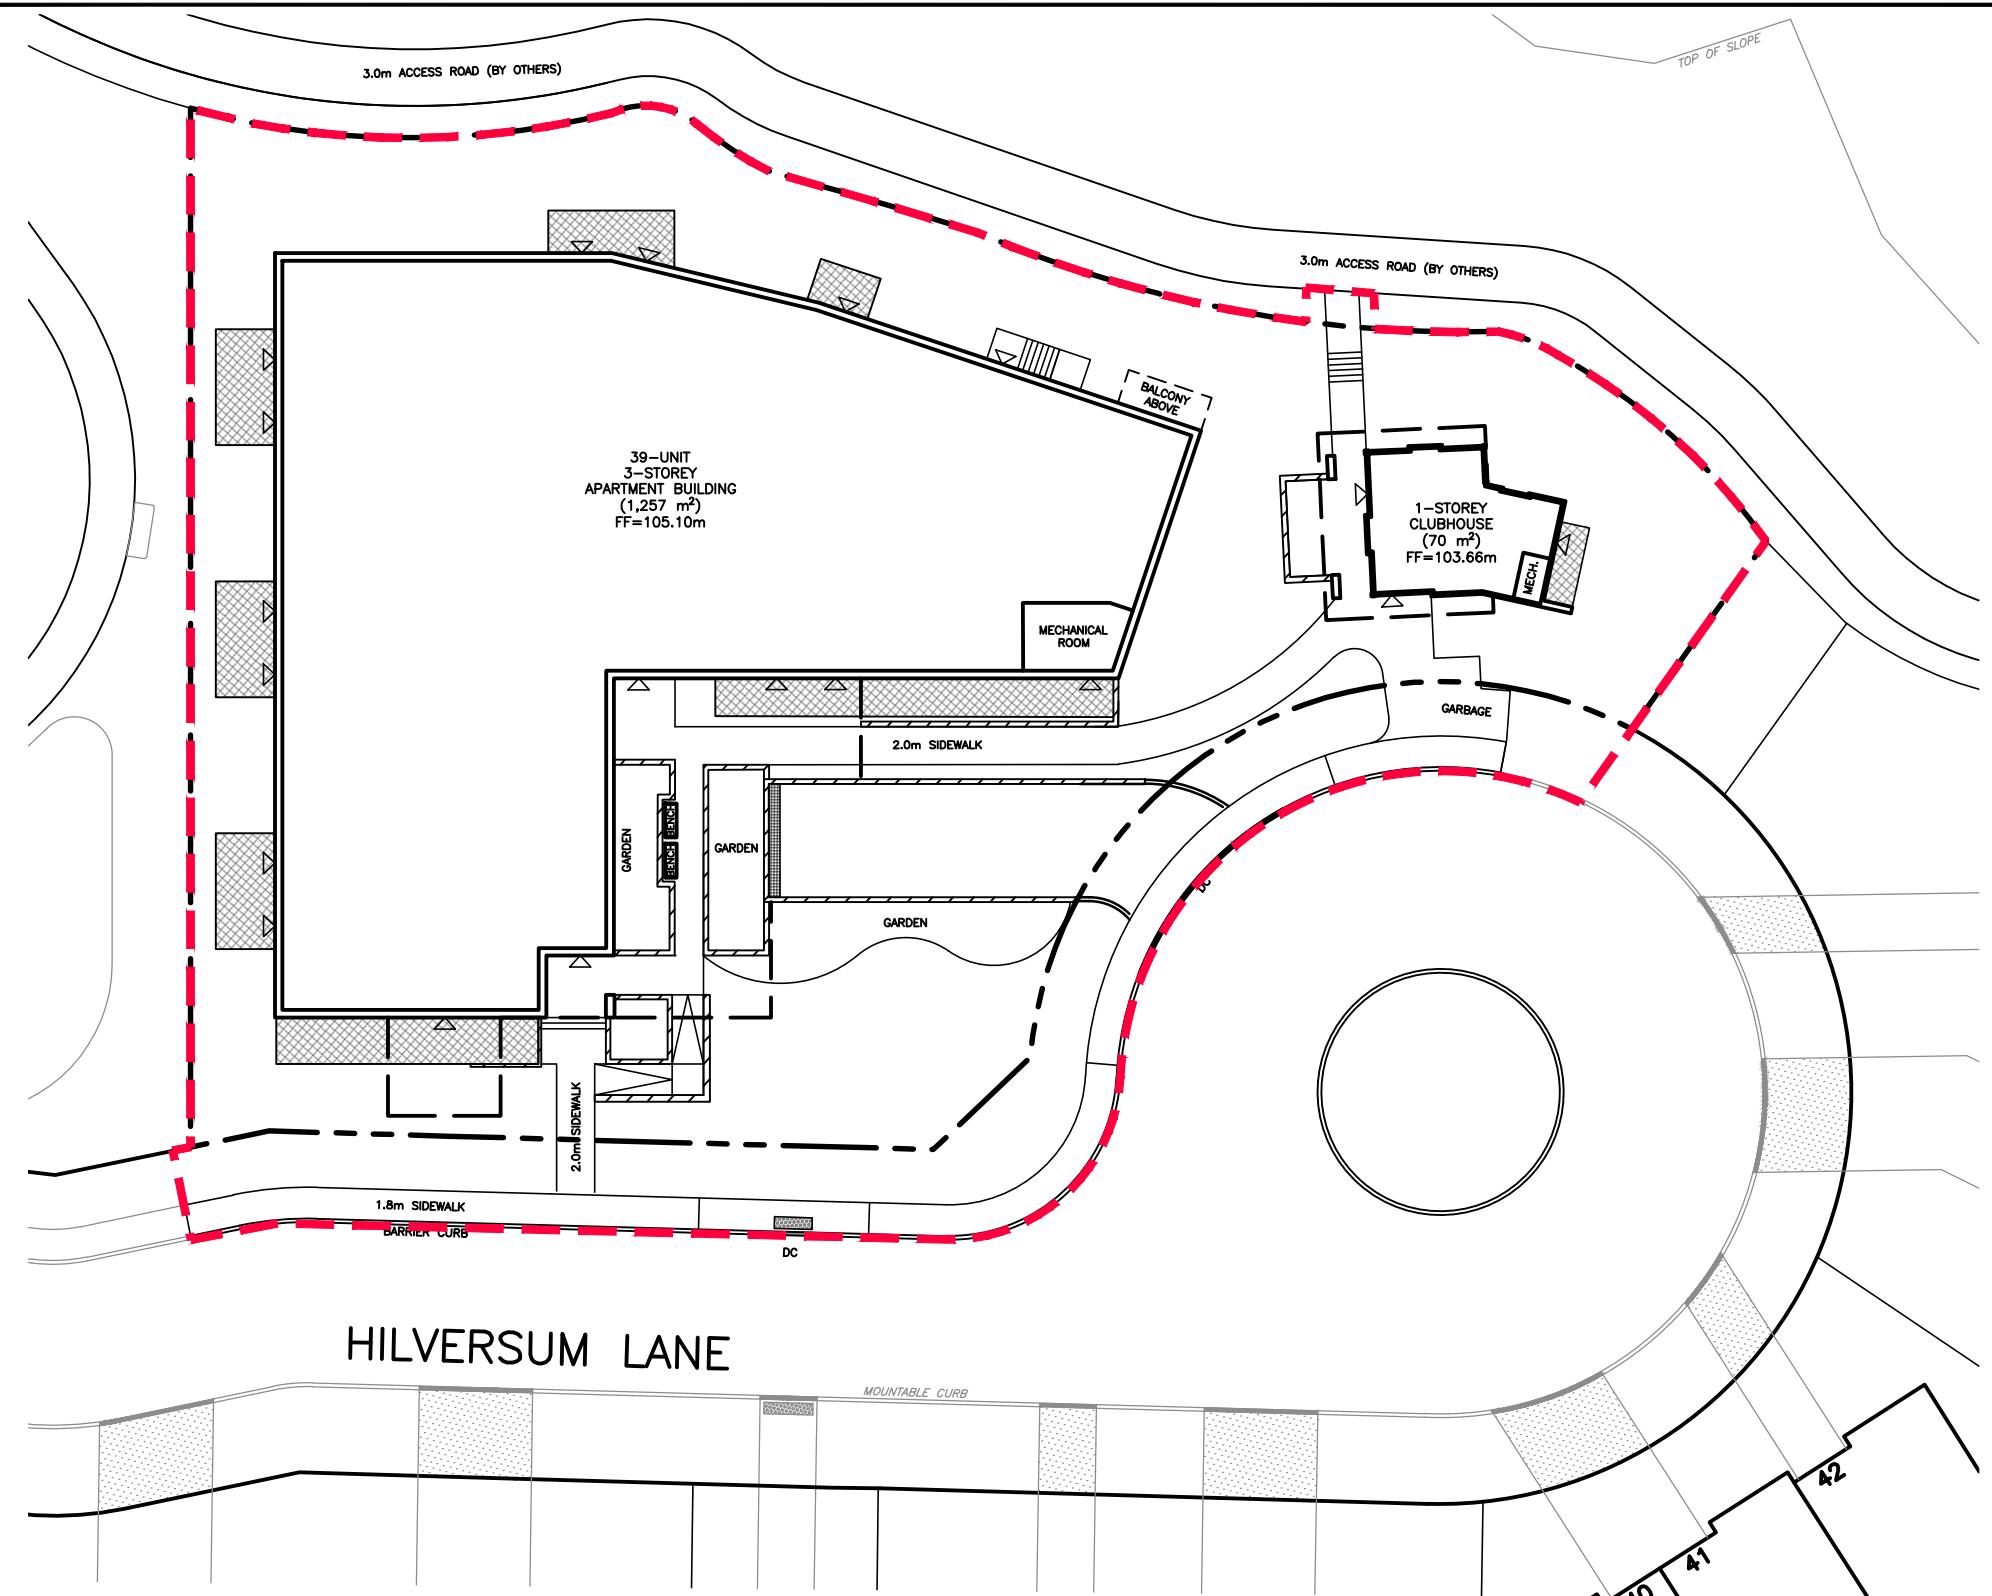 TOP OF SLOPE
3.0m ACCESS ROAD (BY OTHERS)
3.0m ACCESS ROAD (BY OTHERS)
BALCONY
ABOVE
39-UNIT
3-STOREY
APARTMENT BUILDING
(1,257 m²)
FF=105.10m
1-STOREY
CLUBHOUSE
(70 m²)
FF=103.66m
MECH.
MECHANICAL
ROOM
GARBAGE
2.0m SIDEWALK
GARDEN
BENCH
BENCH
GARDEN
GARDEN
DC
2.0m SIDEWALK
1.8m SIDEWALK
BARRIER CURB
DC
HILVERSUM LANE
MOUNTABLE CURB
42
41